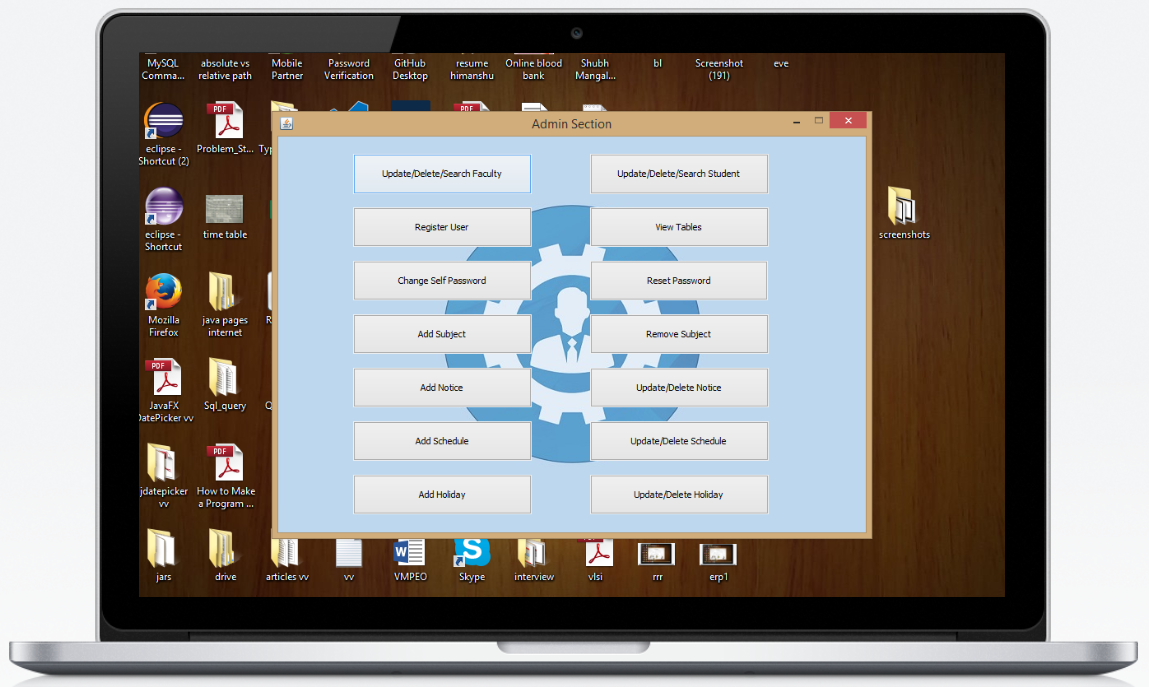 MySQL
Comma...
absolute vs
relative path
Mobile
Partner
Password
Verification
GitHub
Desktop
resume
himanshu
Online blood
bank
Shubh
Mangal...
bl
Screenshot
(191)
eve
PDF
PDF
eclipse -
Shortcut (2)
Problem_St...
Typ
Admin Section
Update/Delete/Search Faculty
Update/Delete/Search Student
Register User
View Tables
Change Self Password
Reset Password
Add Subject
Remove Subject
Add Notice
Update/Delete Notice
Add Schedule
Update/Delete Schedule
Add Holiday
Update/Delete Holiday
eclipse -
Shortcut
time table
screenshots
Mozilla
Firefox
java pages
internet
R
PDF
JavaFX
DatePicker vv
Sql_query
Q
jdatepicker
vv
PDF
How to Make
a Program ...
W
S
jars
drive
articles vv
vv
VMPEO
Skype
interview
vlsi
rrr
erp1